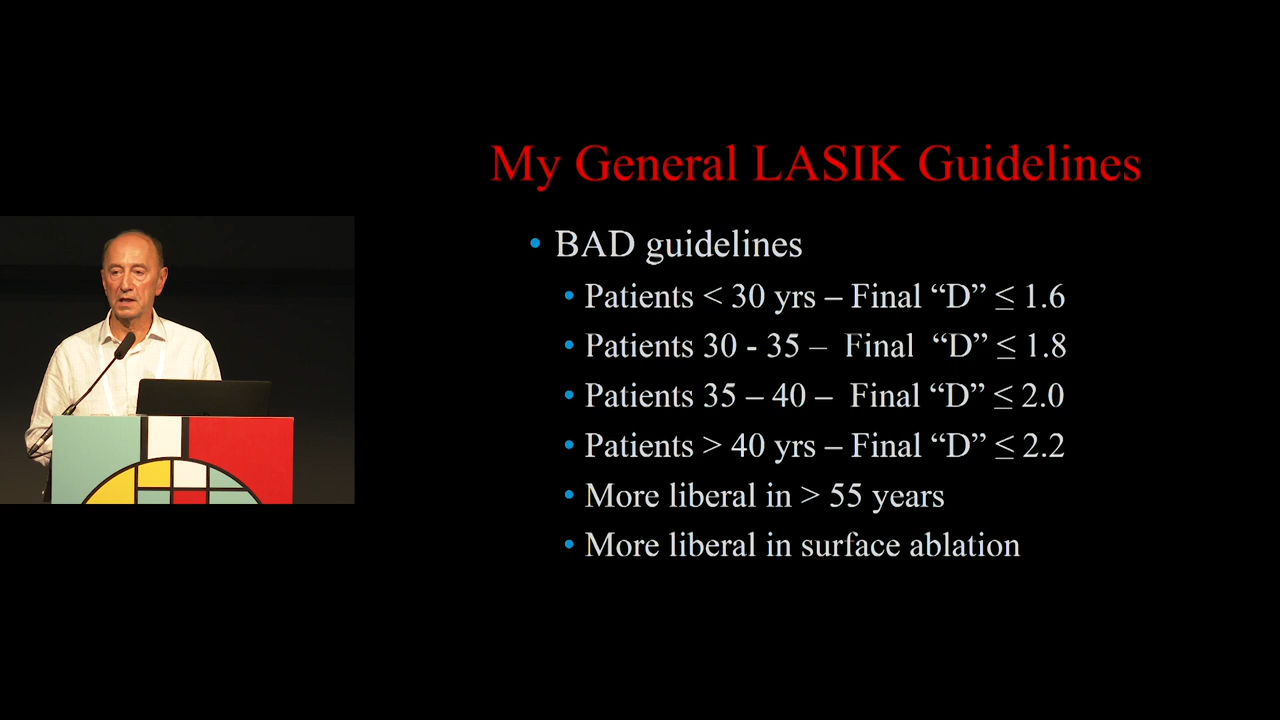 My General LASIK Guidelines
• BAD guidelines
• Patients < 30 yrs – Final “D” ≤ 1.6
• Patients 30 - 35 – Final “D” ≤ 1.8
• Patients 35 – 40 – Final “D” ≤ 2.0
• Patients > 40 yrs – Final “D” ≤ 2.2
• More liberal in > 55 years
• More liberal in surface ablation